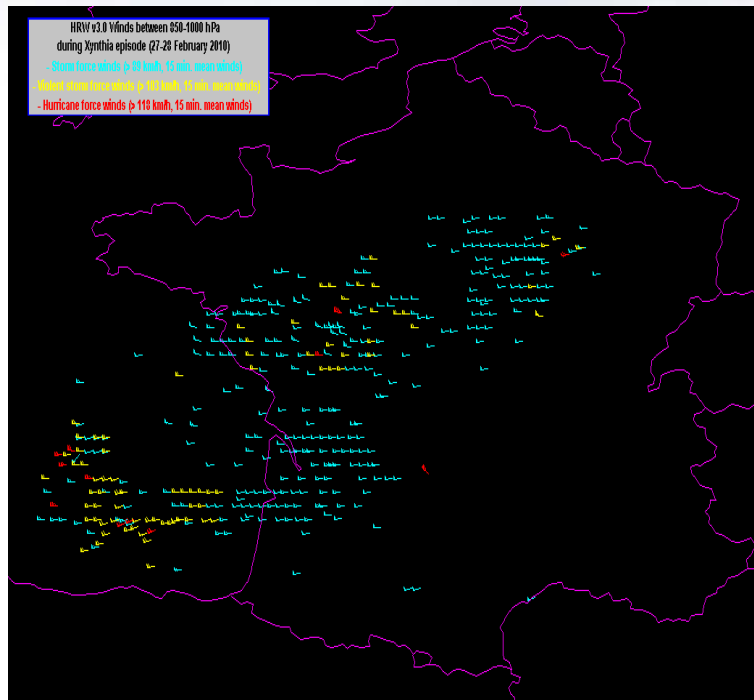 HRW v3.0 Winds between 850-1000 hPa
during Xynthia episode (27-28 February 2010)
- Storm force winds (> 89 km/h, 15 min. mean winds)
- Violent storm force winds (> 103 km/h, 15 min. mean winds)
- Hurricane force winds (> 118 km/h, 15 min. mean winds)